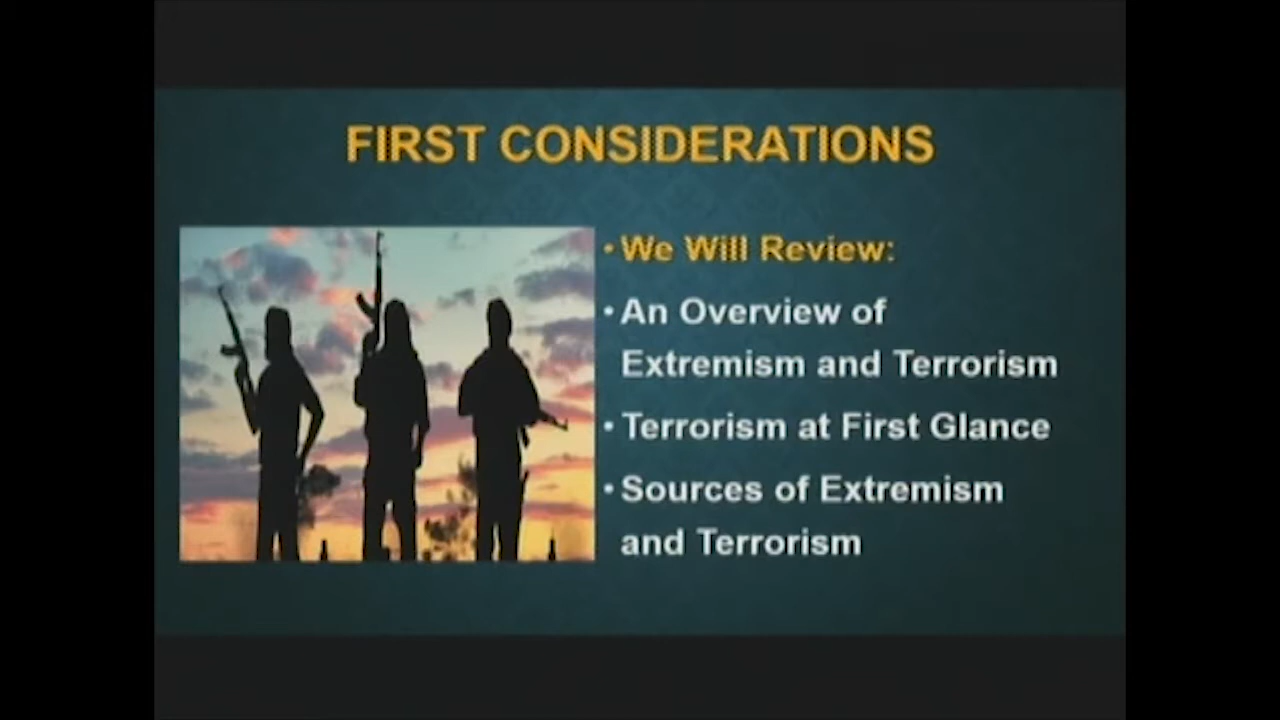 FIRST CONSIDERATIONS
• We Will Review:
• An Overview of
Extremism and Terrorism
• Terrorism at First Glance
• Sources of Extremism
and Terrorism